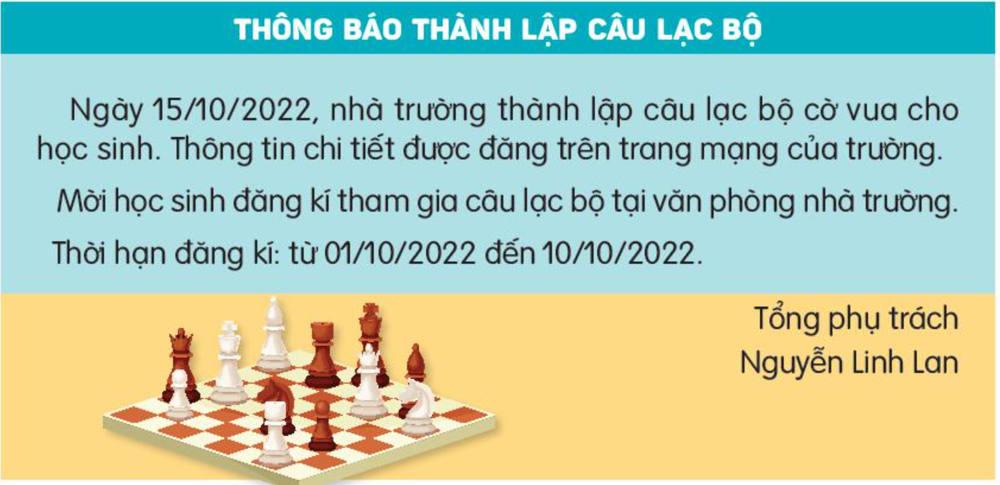 THÔNG BÁO THÀNH LẬP CÂU LẠC BỘ
Ngày 15/10/2022, nhà trường thành lập câu lạc bộ cờ vua cho
học sinh. Thông tin chi tiết được đăng trên trang mạng của trường.
Mời học sinh đăng kí tham gia câu lạc bộ tại văn phòng nhà trường.
Thời hạn đăng kí: từ 01/10/2022 đến 10/10/2022.
Tổng phụ trách
Nguyễn Linh Lan